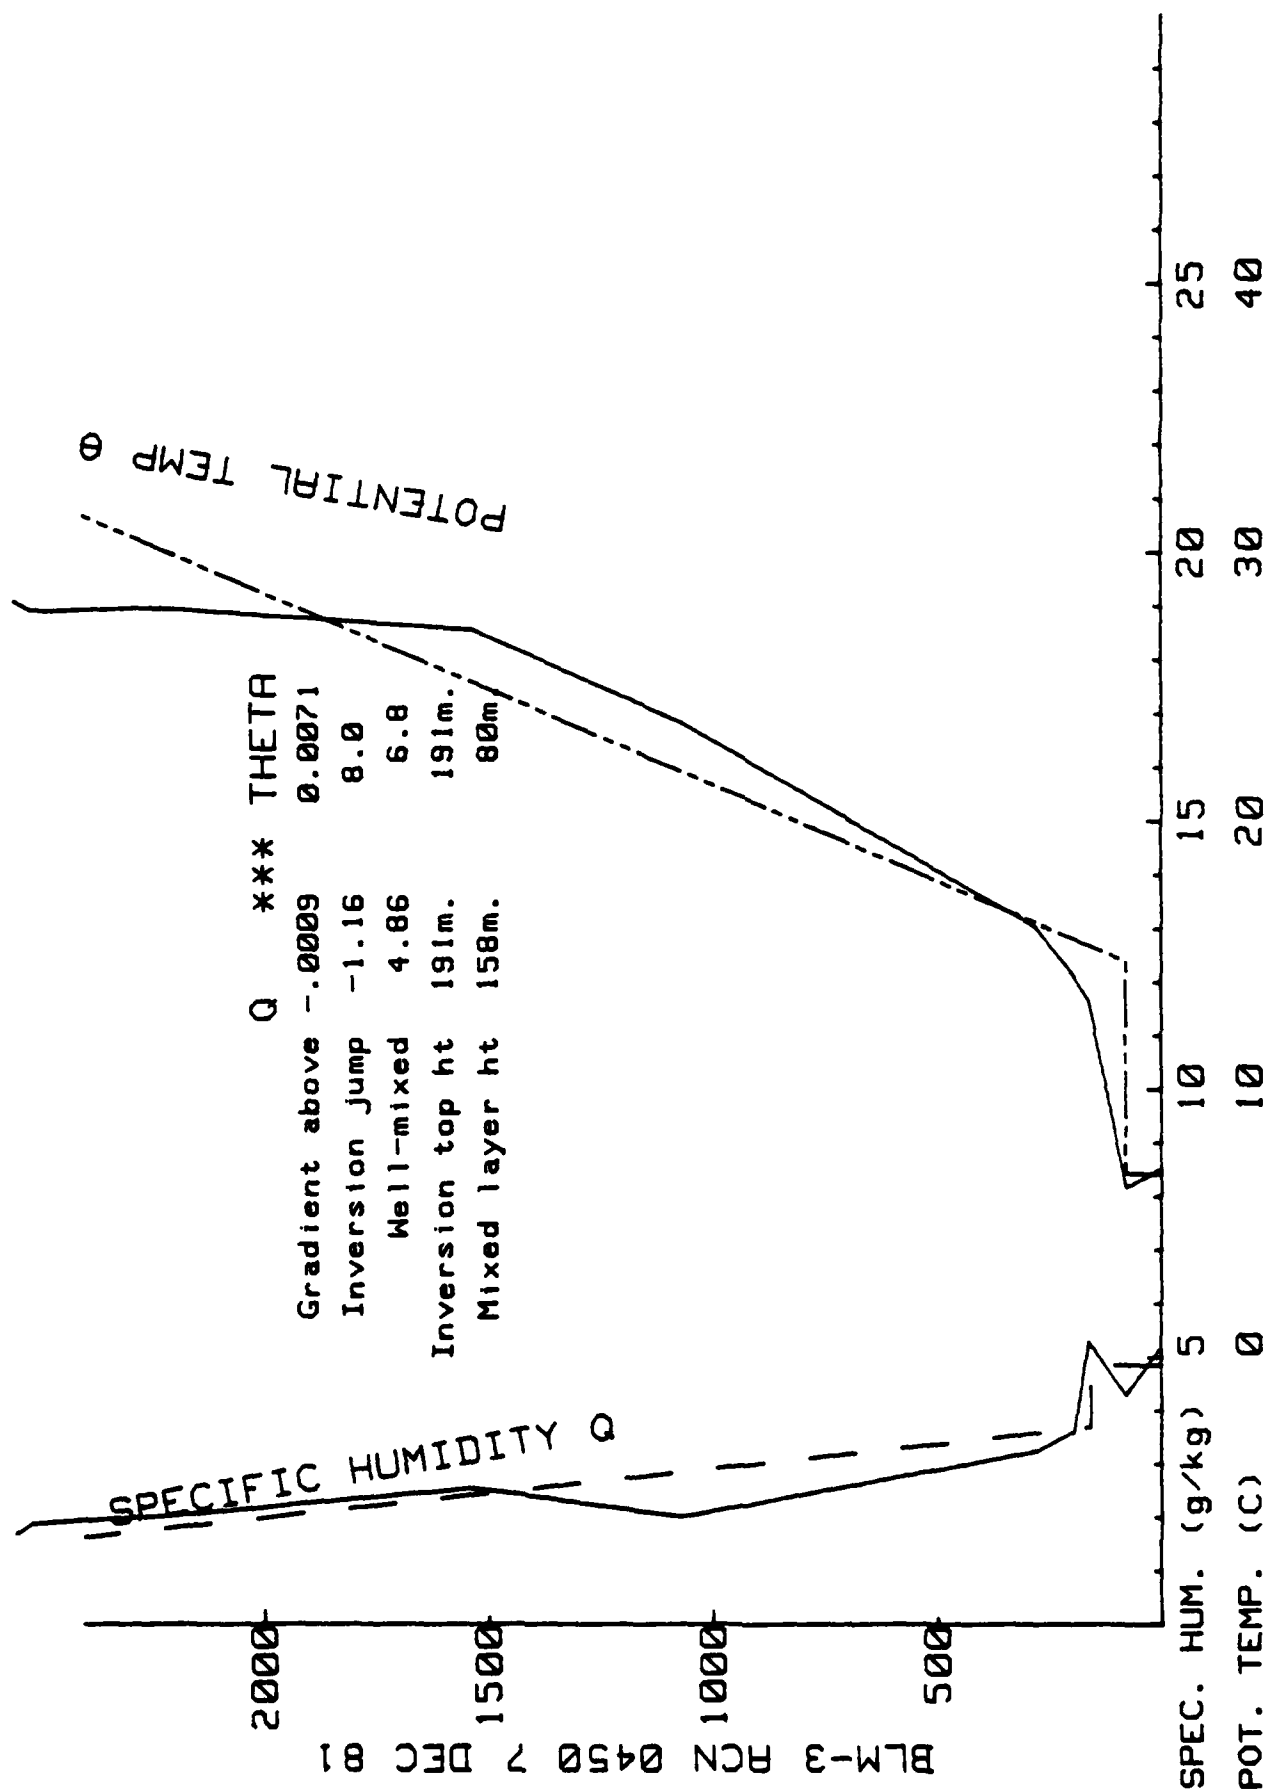 BLM-3 ACN 0450 7 DEC 81
2000
1500
1000
500
SPECIFIC HUMIDITY Q
POTENTIAL TEMP θ
Q *** THETA
Gradient above -.0009 0.0071
Inversion jump -1.16 8.0
Well-mixed 4.86 6.8
Inversion top ht 191m. 191m.
Mixed layer ht 158m. 80m.
SPEC. HUM. (g/kg) 5 10 15 20 25
POT. TEMP. (C) 0 10 20 30 40